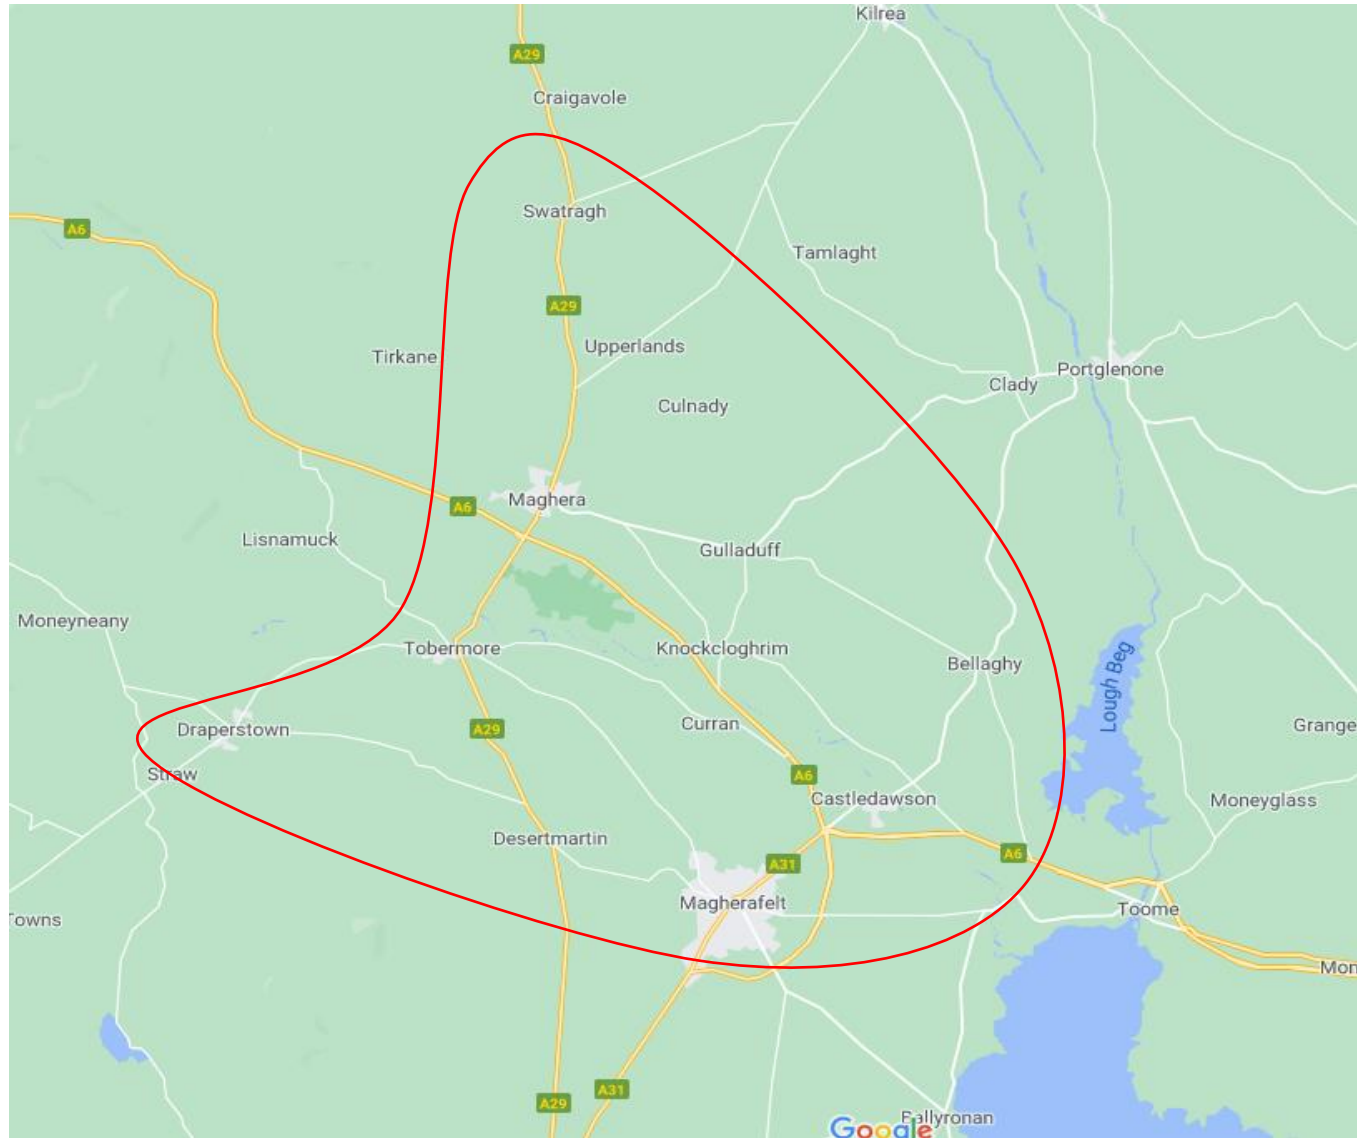 Kilrea
A29
Craigavole
Swatragh
A6
Tamlaght
A29
Upperlands
Tirkane
Portglenone
Clady
Culnady
Maghera
A6
Lisnamuck
Gulladuff
Moneyneany
Tobermore
Knockcloghrim
Bellaghy
Lough Beg
Draperstown
A29
Curran
Grange
Straw
A6
Castledawson
Moneyglass
Desertmartin
A6
A31
Magherafelt
Toome
Towns
Mon
A31
A29
Ballyronan
Google